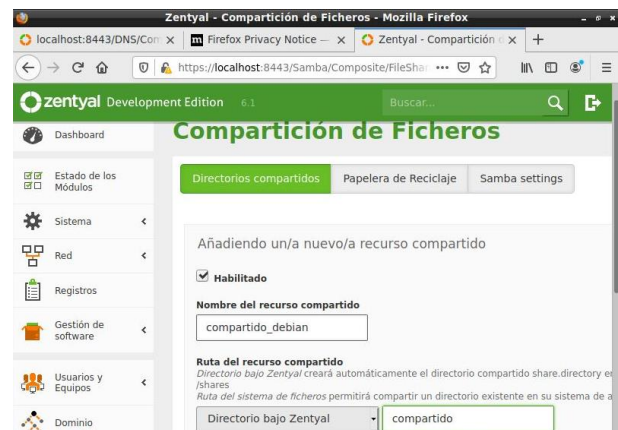 Zentyal - Compartición de Ficheros - Mozilla Firefox
localhost:8443/DNS/Com
Firefox Privacy Notice —
Zentyal - Compartición d
https://localhost:8443/Samba/Composite/FileShar
zentyal Development Edition 6.1
Buscar...
Compartición de Ficheros
Dashboard
Estado de los
Módulos
Sistema
Red
Registros
Gestión de
software
Usuarios y
Equipos
Dominio
Directorios compartidos Papelera de Reciclaje Samba settings
Añadiendo un/a nuevo/a recurso compartido
Habilitado
Nombre del recurso compartido
compartido_debian
Ruta del recurso compartido
Directorio bajo Zentyal creará automáticamente el directorio compartido share.directory en
/shares
Ruta del sistema de ficheros permitirá compartir un directorio existente en su sistema de a
Directorio bajo Zentyal compartido